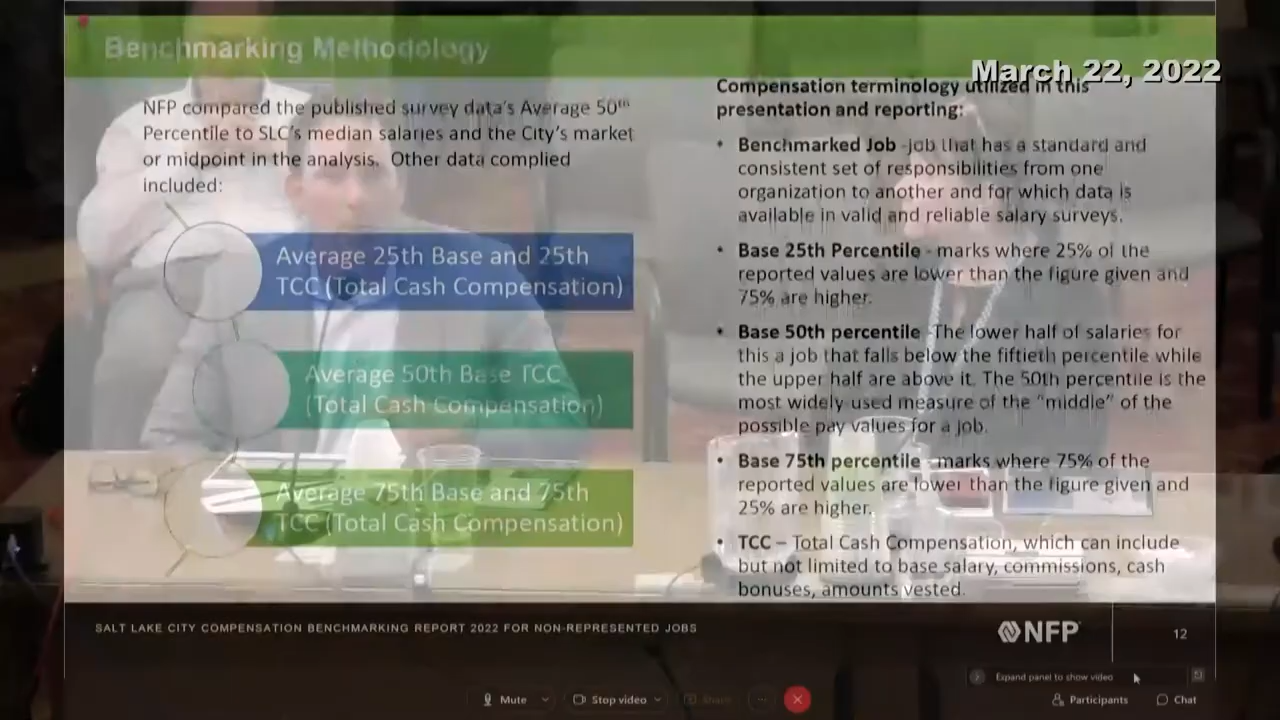 Benchmarking Methodology
March 22, 2022
NFP compared the published survey data's Average 50th
Percentile to SLC's median salaries and the City's market
or midpoint in the analysis. Other data complied
included:
Average 25th Base and 25th
TCC (Total Cash Compensation)
Average 50th Base TCC
(Total Cash Compensation)
Average 75th Base and 75th
TCC (Total Cash Compensation)
Compensation terminology utilized in this
presentation and reporting:
• Benchmarked Job -job that has a standard and
consistent set of responsibilities from one
organization to another and for which data is
available in valid and reliable salary surveys.
• Base 25th Percentile - marks where 25% of the
reported values are lower than the figure given and
75% are higher.
• Base 50th percentile -The lower half of salaries for
this a job that falls below the fiftieth percentile while
the upper half are above it. The 50th percentile is the
most widely used measure of the "middle" of the
possible pay values for a job.
• Base 75th percentile - marks where 75% of the
reported values are lower than the figure given and
25% are higher.
• TCC – Total Cash Compensation, which can include
but not limited to base salary, commissions, cash
bonuses, amounts vested.
SALT LAKE CITY COMPENSATION BENCHMARKING REPORT 2022 FOR NON-REPRESENTED JOBS
NFP
12
Expand panel to show video
Mute
Stop video
Share
Participants
Chat